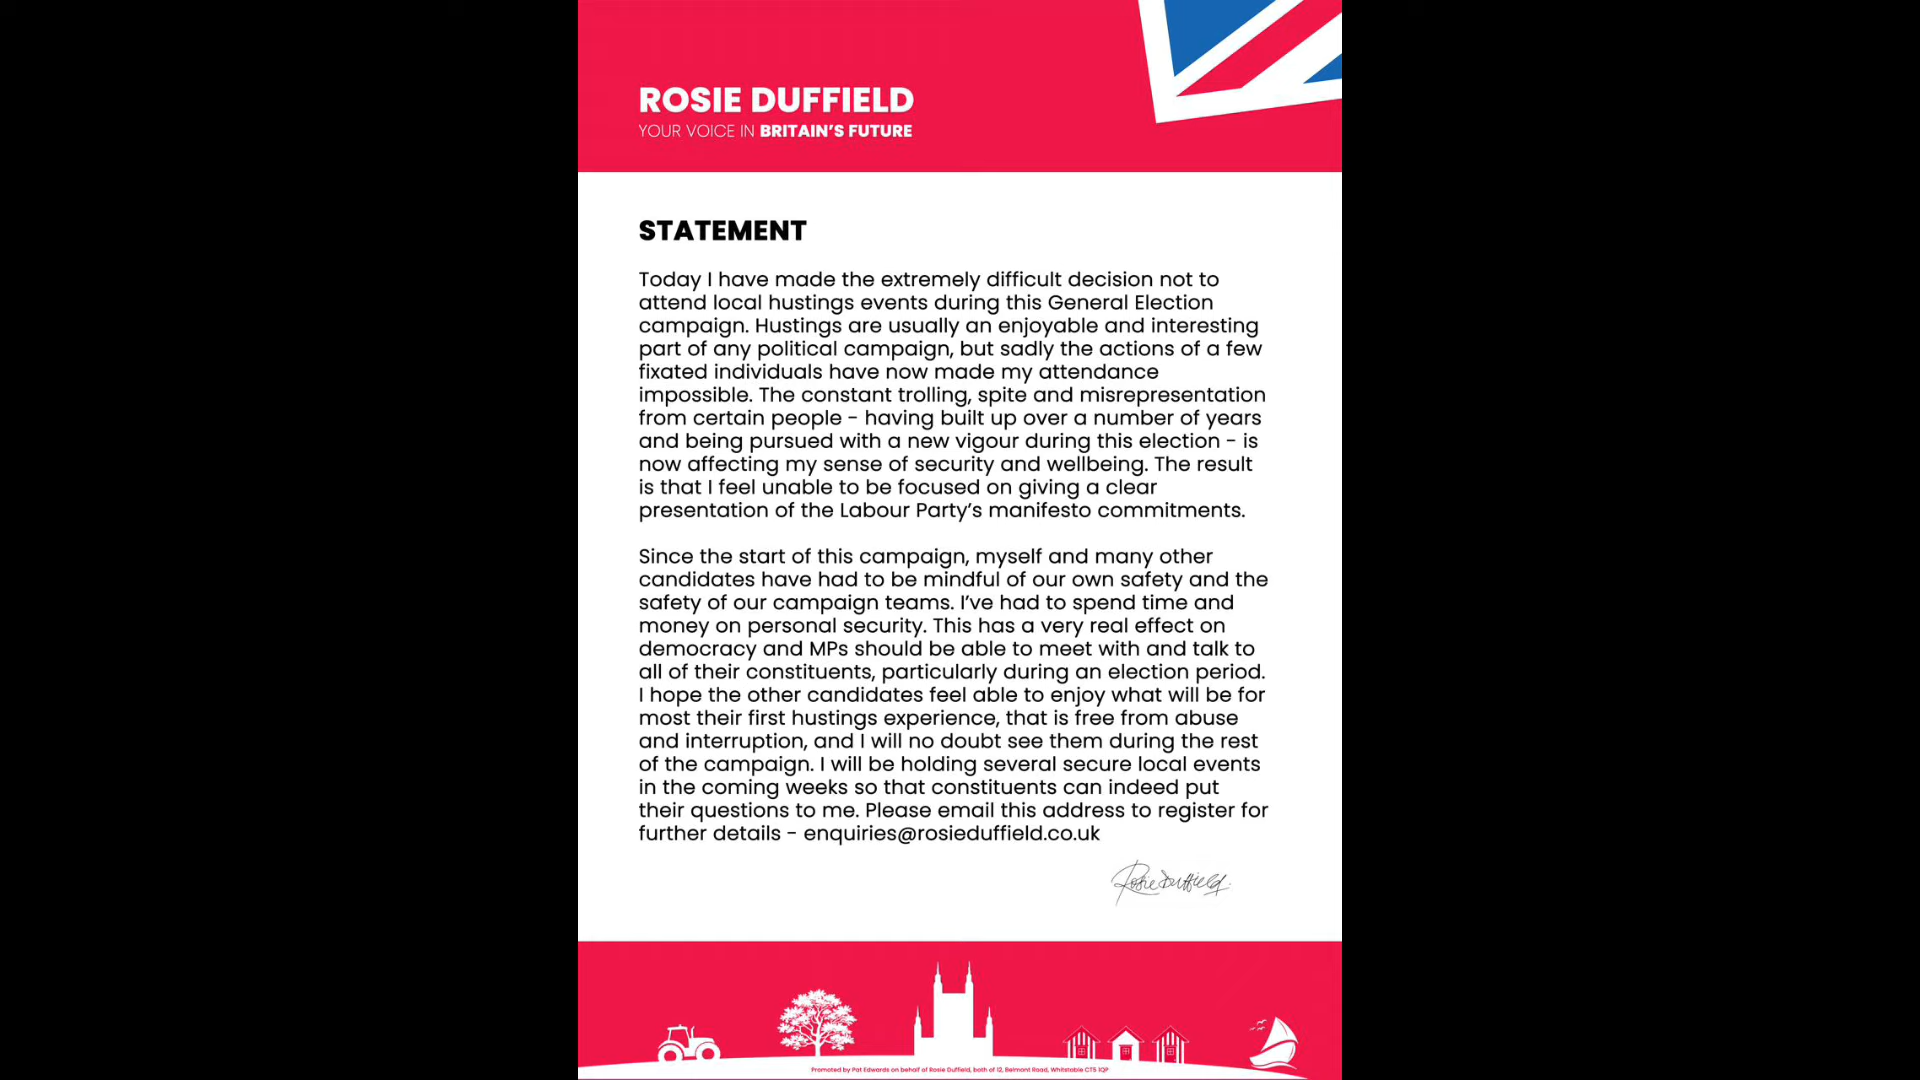 ROSIE DUFFIELD
YOUR VOICE IN BRITAIN'S FUTURE
STATEMENT
Today I have made the extremely difficult decision not to
attend local hustings events during this General Election
campaign. Hustings are usually an enjoyable and interesting
part of any political campaign, but sadly the actions of a few
fixated individuals have now made my attendance
impossible. The constant trolling, spite and misrepresentation
from certain people - having built up over a number of years
and being pursued with a new vigour during this election - is
now affecting my sense of security and wellbeing. The result
is that I feel unable to be focused on giving a clear
presentation of the Labour Party's manifesto commitments.
Since the start of this campaign, myself and many other
candidates have had to be mindful of our own safety and the
safety of our campaign teams. I've had to spend time and
money on personal security. This has a very real effect on
democracy and MPs should be able to meet with and talk to
all of their constituents, particularly during an election period.
I hope the other candidates feel able to enjoy what will be for
most their first hustings experience, that is free from abuse
and interruption, and I will no doubt see them during the rest
of the campaign. I will be holding several secure local events
in the coming weeks so that constituents can indeed put
their questions to me. Please email this address to register for
further details - enquiries@rosieduffield.co.uk
Rosie Duffield
Promoted by Pat Edwards on behalf of Rosie Duffield, both of 12, Belmont Road, Whitstable CT5 1QP